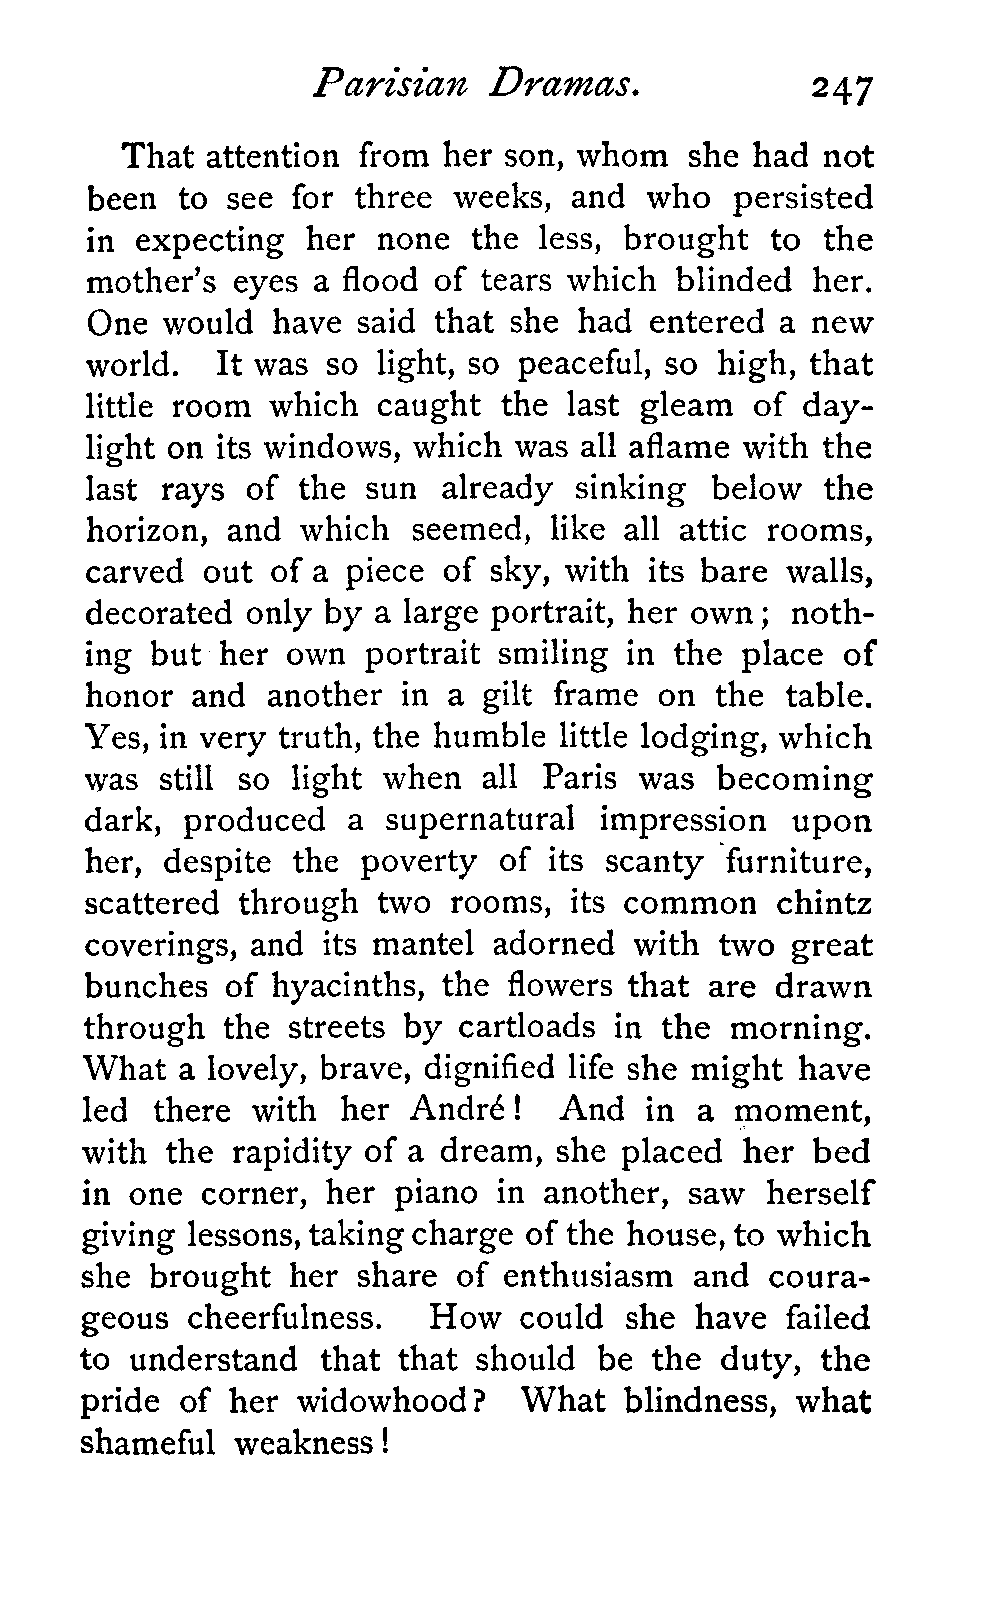 Parisian Dramas. 247
That attention from her son, whom she had not
been to see for three weeks, and who persisted
in expecting her none the less, brought to the
mother's eyes a flood of tears which blinded her.
One would have said that she had entered a new
world. It was so light, so peaceful, so high, that
little room which caught the last gleam of day-
light on its windows, which was all aflame with the
last rays of the sun already sinking below the
horizon, and which seemed, like all attic rooms,
carved out of a piece of sky, with its bare walls,
decorated only by a large portrait, her own; noth-
ing but her own portrait smiling in the place of
honor and another in a gilt frame on the table.
Yes, in very truth, the humble little lodging, which
was still so light when all Paris was becoming
dark, produced a supernatural impression upon
her, despite the poverty of its scanty furniture,
scattered through two rooms, its common chintz
coverings, and its mantel adorned with two great
bunches of hyacinths, the flowers that are drawn
through the streets by cartloads in the morning.
What a lovely, brave, dignified life she might have
led there with her André! And in a moment,
with the rapidity of a dream, she placed her bed
in one corner, her piano in another, saw herself
giving lessons, taking charge of the house, to which
she brought her share of enthusiasm and coura-
geous cheerfulness. How could she have failed
to understand that that should be the duty, the
pride of her widowhood? What blindness, what
shameful weakness!